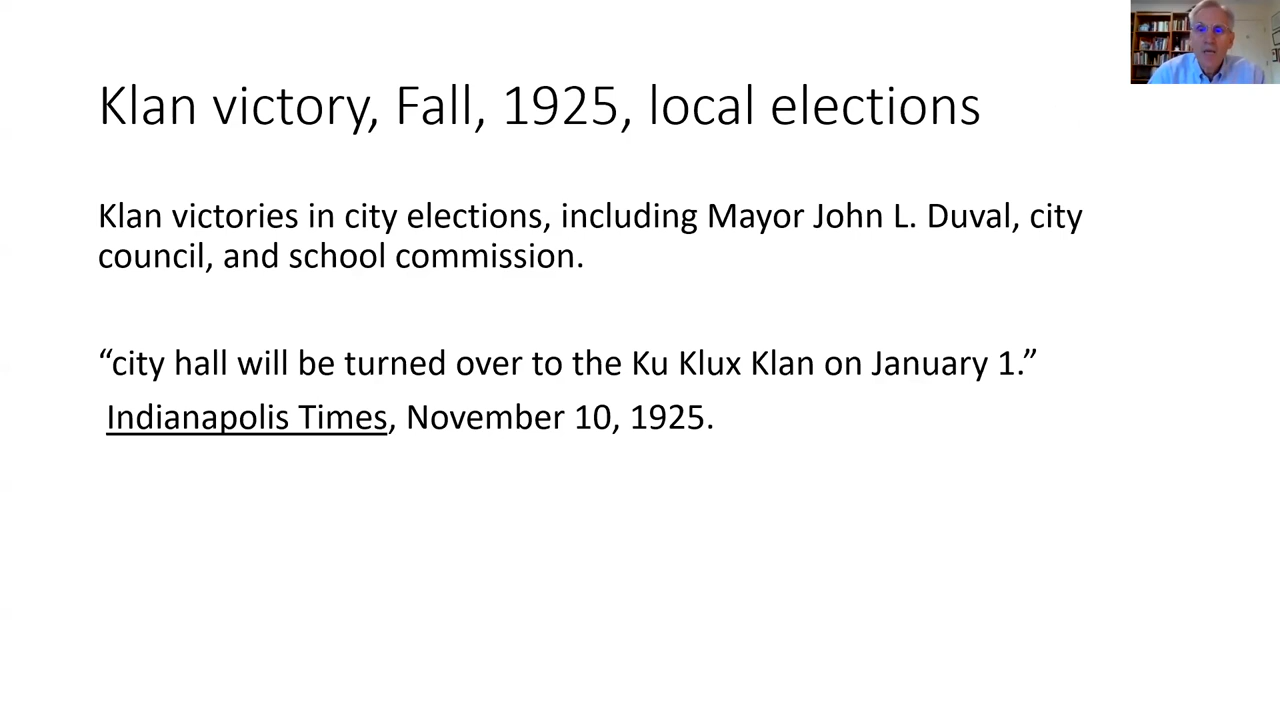 Klan victory, Fall, 1925, local elections
Klan victories in city elections, including Mayor John L. Duval, city
council, and school commission.
“city hall will be turned over to the Ku Klux Klan on January 1.”
Indianapolis Times, November 10, 1925.